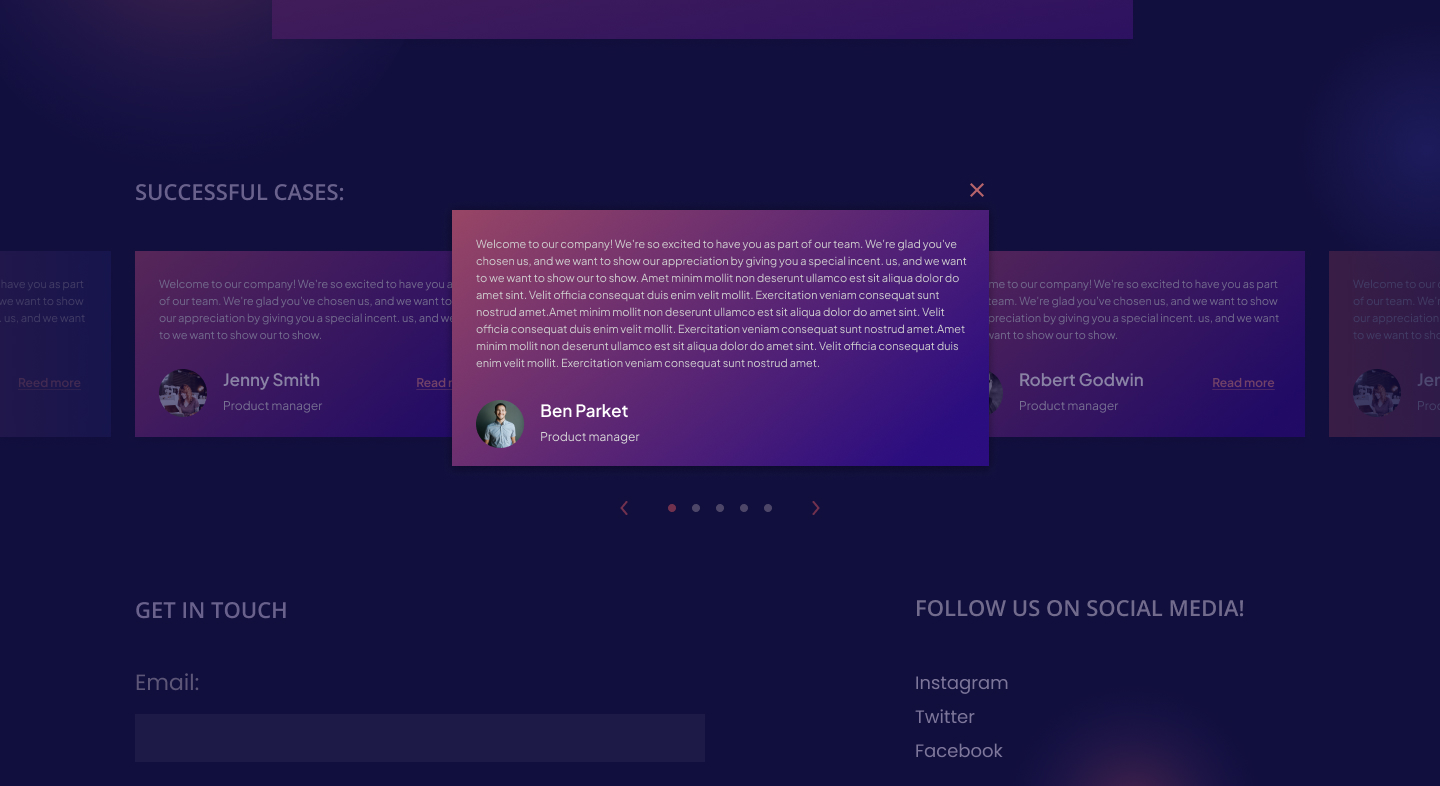 SUCCESSFUL CASES:
have you as part
we want to show
us, and we want
Reed more
Welcome to our company! We're so excited to have you a
of our team. We're glad you've chosen us, and we want to
our appreciation by giving you a special incent. us, and we
to we want to show our to show.
Jenny Smith
Read
Product manager
Welcome to our company! We're so excited to have you as part of our team. We're glad you've
chosen us, and we want to show our appreciation by giving you a special incent. us, and we want
to we want to show our to show. Amet minim mollit non deserunt ullamco est sit aliqua dolor do
amet sint. Velit officia consequat duis enim velit mollit. Exercitation veniam consequat sunt
nostrud amet.Amet minim mollit non deserunt ullamco est sit aliqua dolor do amet sint. Velit
officia consequat duis enim velit mollit. Exercitation veniam consequat sunt nostrud amet.Amet
minim mollit non deserunt ullamco est sit aliqua dolor do amet sint. Velit officia consequat duis
enim velit mollit. Exercitation veniam consequat sunt nostrud amet.
Ben Parket
Product manager
me to our company! We're so excited to have you as part
team. We're glad you've chosen us, and we want to show
preciation by giving you a special incent. us, and we want
want to show our to show.
Robert Godwin
Read more
Product manager
Welcome to our
of our team. We'
our appreciation
to we want to sh
Jen
Pro
GET IN TOUCH
FOLLOW US ON SOCIAL MEDIA!
Email:
Instagram
Twitter
Facebook